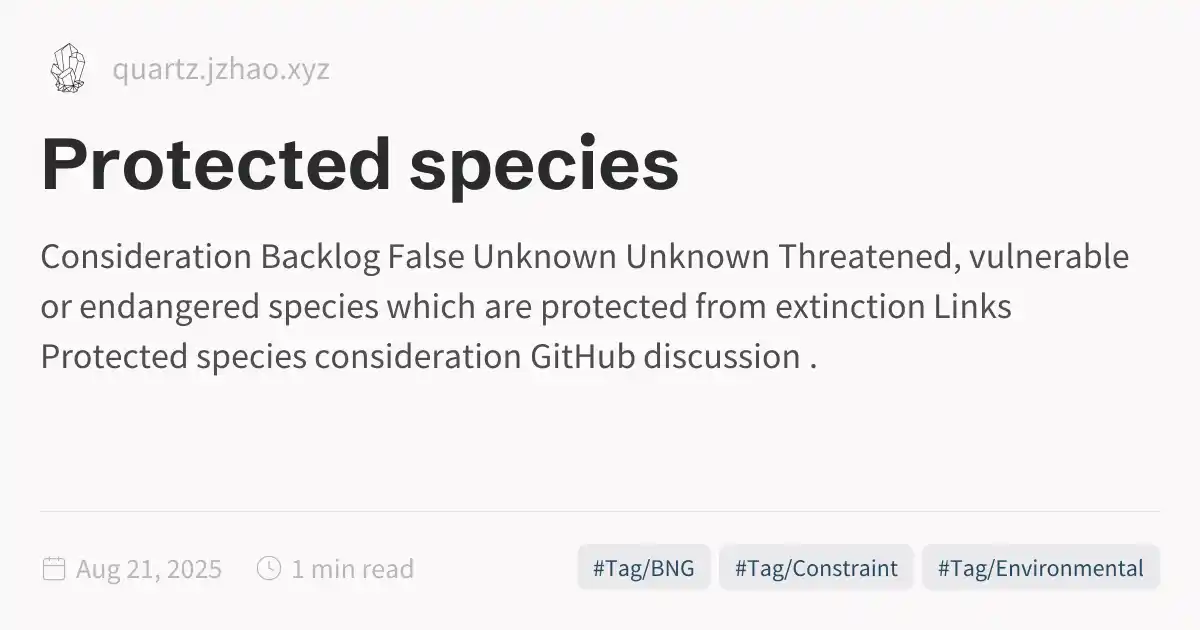 quartz.jzhao.xyz
Protected species
Consideration Backlog False Unknown Unknown Threatened, vulnerable
or endangered species which are protected from extinction Links
Protected species consideration GitHub discussion .
Aug 21, 2025
1 min read
#Tag/BNG
#Tag/Constraint
#Tag/Environmental